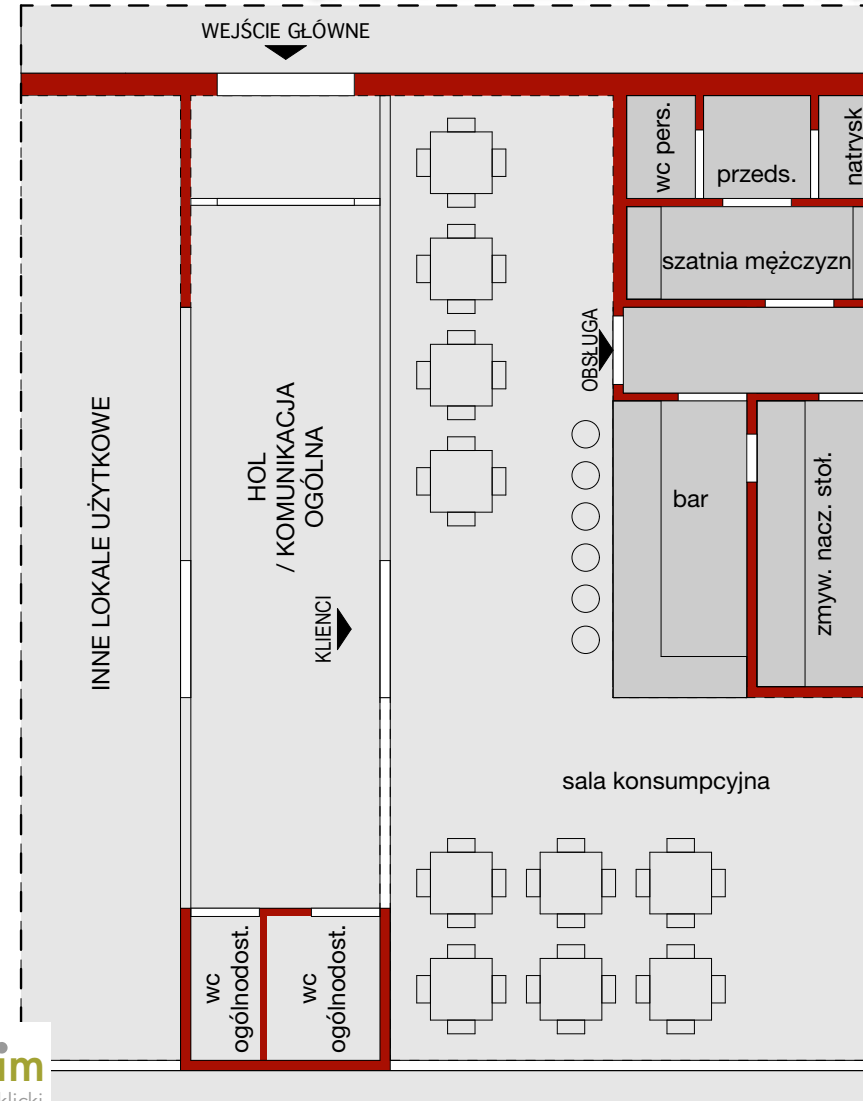 WEJŚCIE GŁÓWNE
wc pers.
przeds.
natrysk
szatnia mężczyzn
OBSŁUGA
INNE LOKALE UŻYTKOWE
HOL
/ KOMUNIKACJA
OGÓLNA
KLIENCI
bar
zmyw. nacz. stoł.
sala konsumpcyjna
wc
ogólnodost.
wc
ogólnodost.
im
klicki